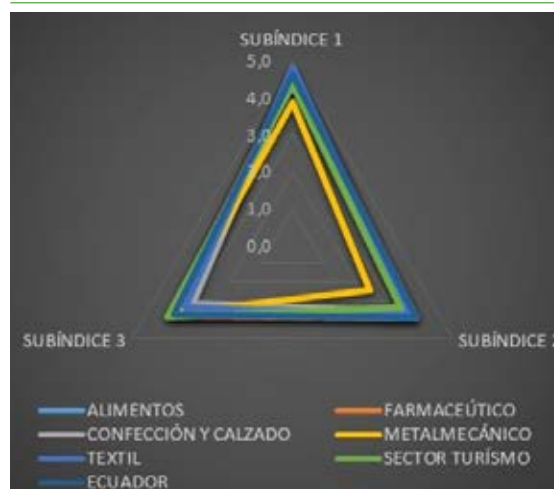 SUBÍNDICE 1
5,0
4,0
3,0
2,0
1,0
0,0
SUBÍNDICE 3
SUBÍNDICE 2
ALIMENTOS
FARMACEÚTICO
CONFECCIÓN Y CALZADO
METALMECÁNICO
TEXTIL
SECTOR TURÍSMO
ECUADOR